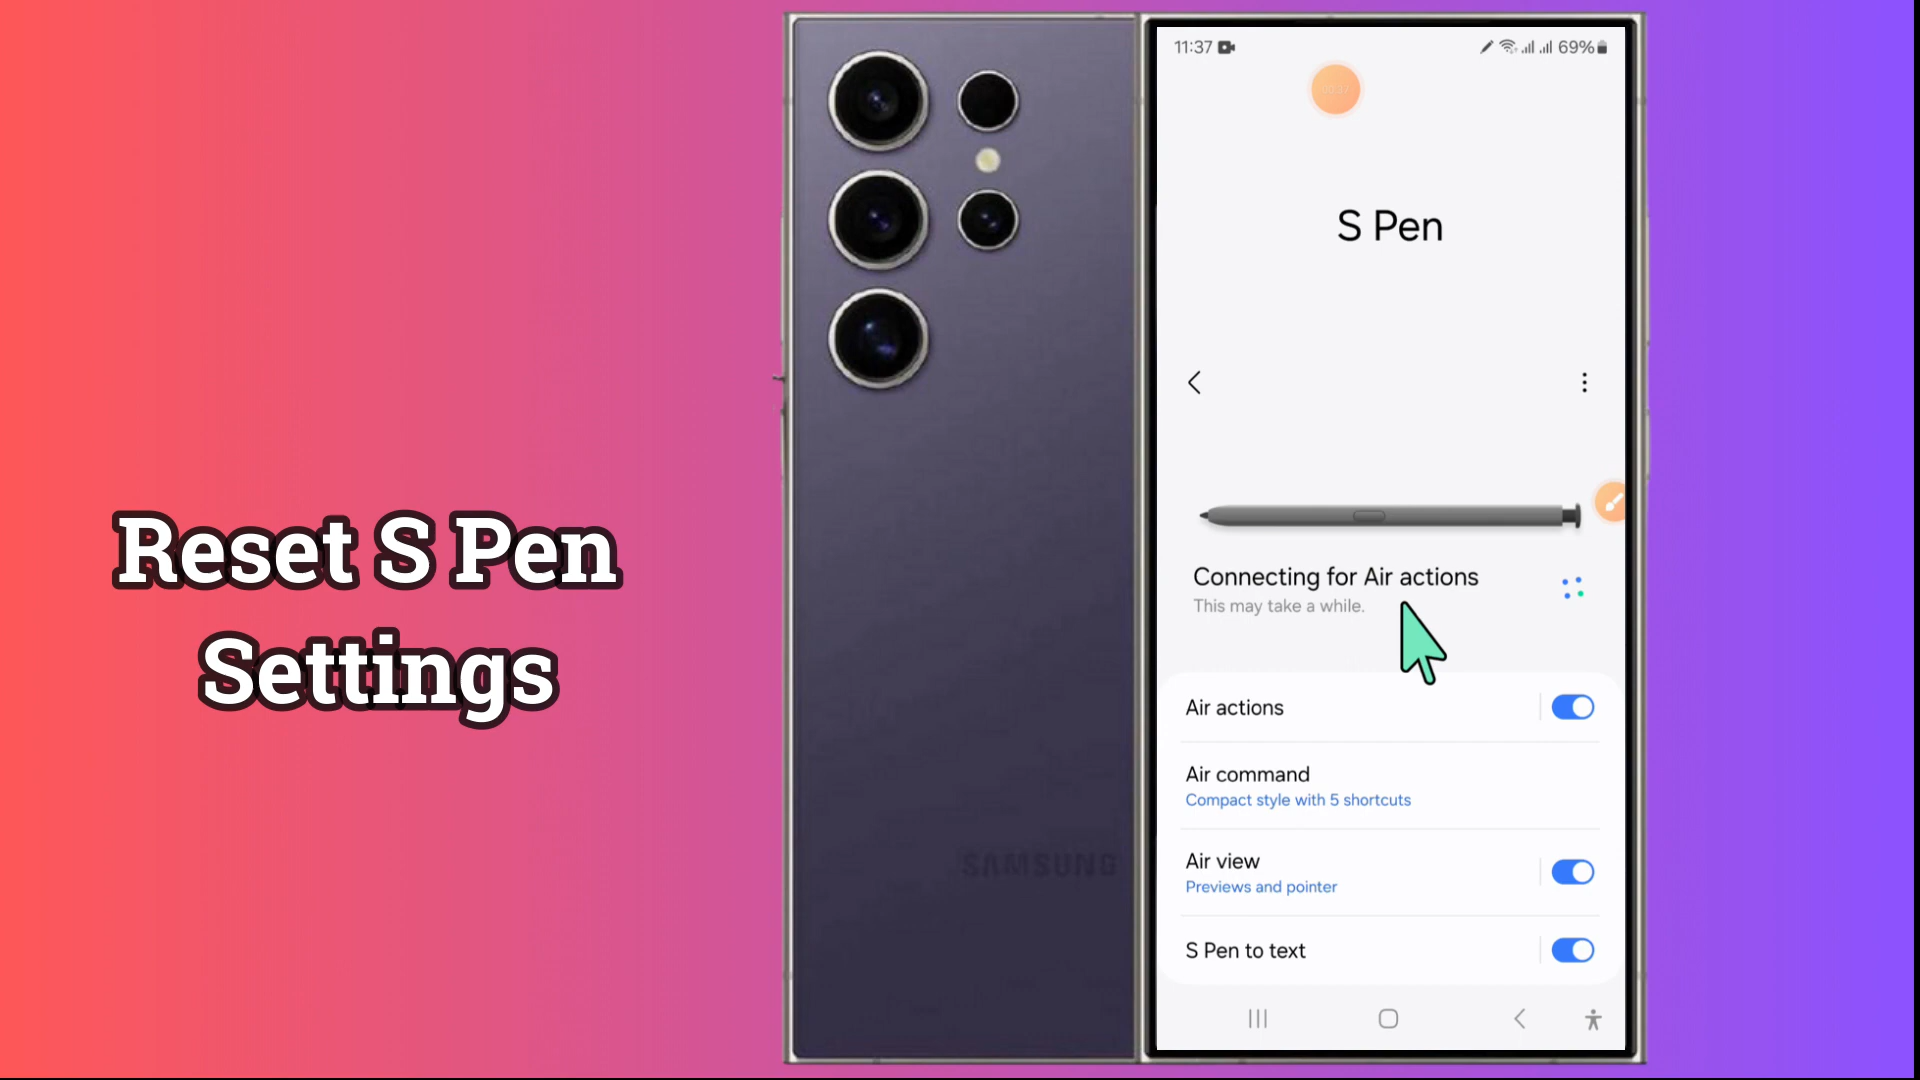 Reset S Pen
Settings
SAMSUNG
11:37
69%
S Pen
Connecting for Air actions
This may take a while.
Air actions
Air command
Compact style with 5 shortcuts
Air view
Previews and pointer
S Pen to text